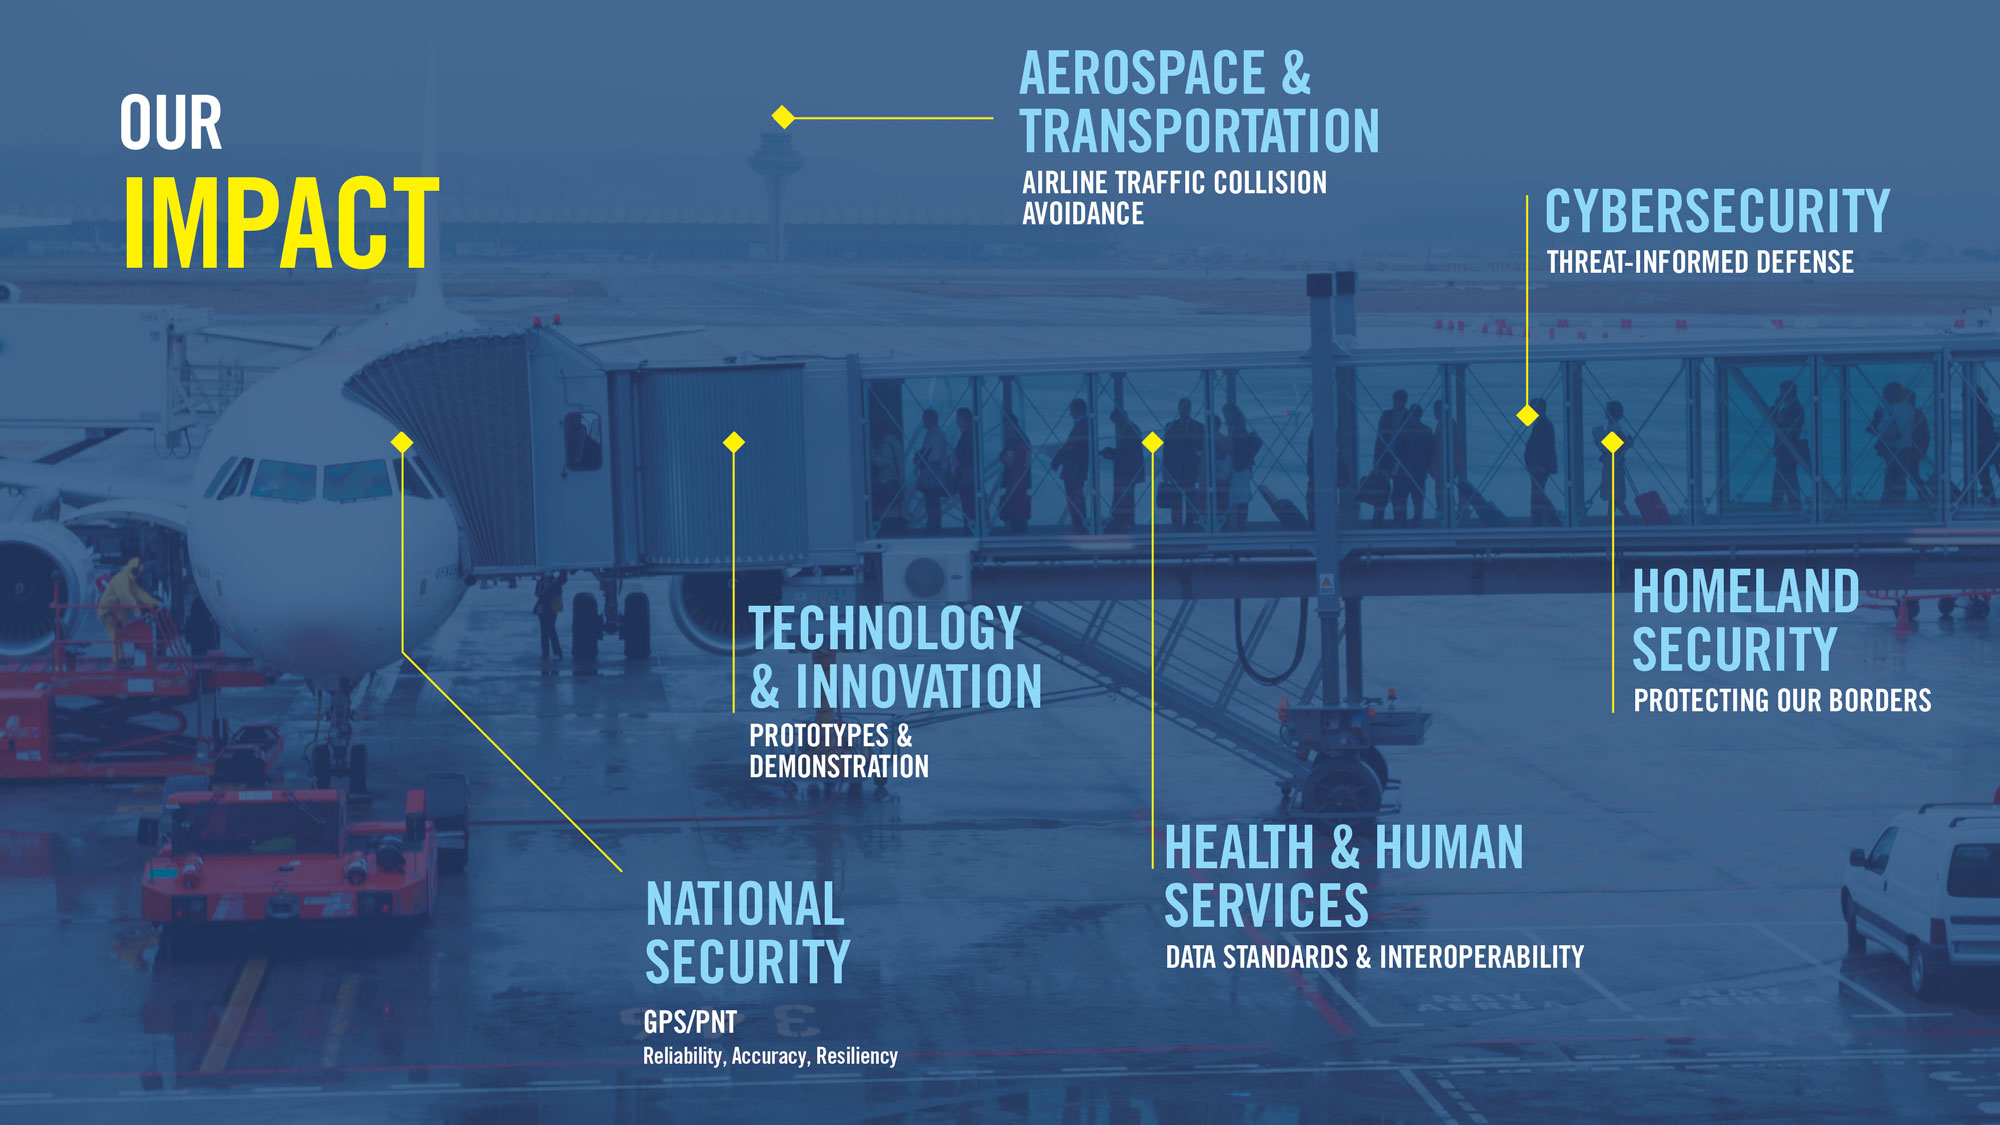 OUR
IMPACT
AEROSPACE &
TRANSPORTATION
AIRLINE TRAFFIC COLLISION
AVOIDANCE
CYBERSECURITY
THREAT-INFORMED DEFENSE
HOMELAND
SECURITY
PROTECTING OUR BORDERS
TECHNOLOGY
& INNOVATION
PROTOTYPES &
DEMONSTRATION
HEALTH & HUMAN
SERVICES
DATA STANDARDS & INTEROPERABILITY
NATIONAL
SECURITY
GPS/PNT
Reliability, Accuracy, Resiliency